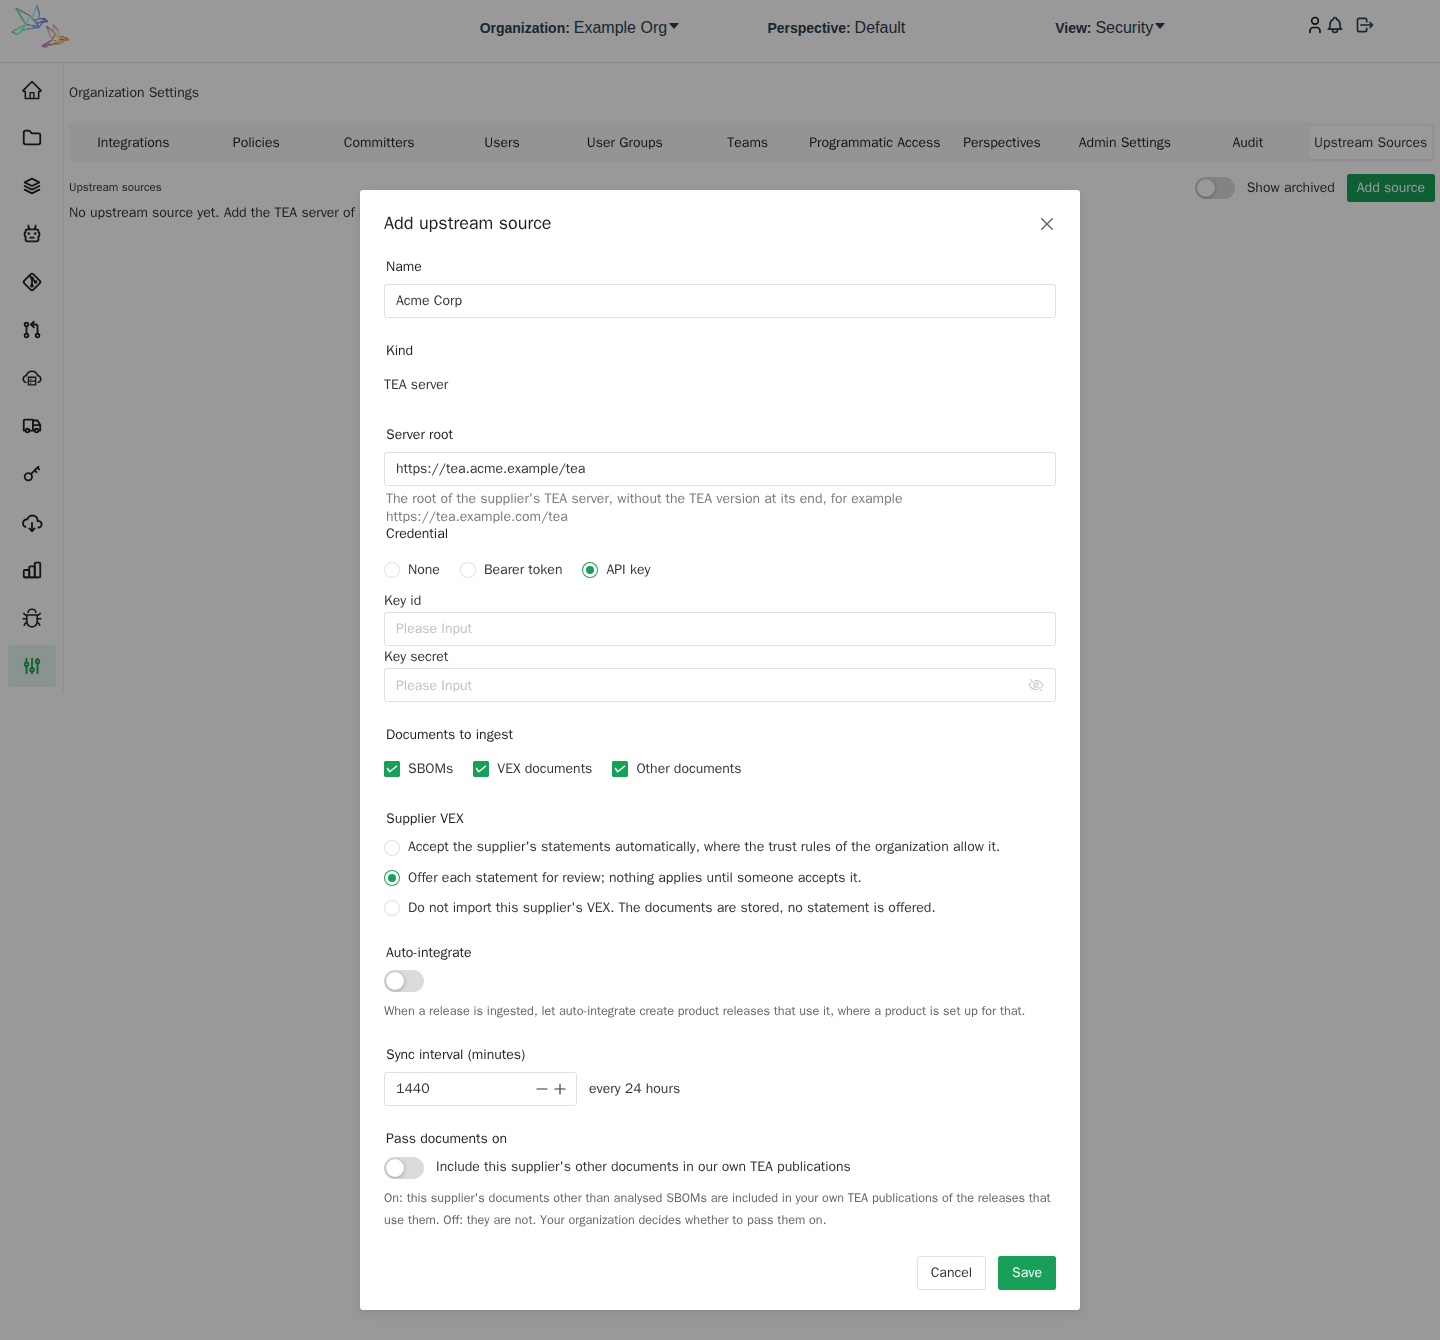 Organization: Example Org
Perspective: Default
View: Security
Organization Settings
Integrations
Policies
Committers
Users
User Groups
Teams
Programmatic Access
Perspectives
Admin Settings
Audit
Upstream Sources
Upstream sources
Show archived
Add source
No upstream source yet. Add the TEA server of
Add upstream source
Name
Acme Corp
Kind
TEA server
Server root
https://tea.acme.example/tea
The root of the supplier's TEA server, without the TEA version at its end, for example
https://tea.example.com/tea
Credential
None
Bearer token
API key
Key id
Please Input
Key secret
Please Input
Documents to ingest
SBOMs
VEX documents
Other documents
Supplier VEX
Accept the supplier's statements automatically, where the trust rules of the organization allow it.
Offer each statement for review; nothing applies until someone accepts it.
Do not import this supplier's VEX. The documents are stored, no statement is offered.
Auto-integrate
When a release is ingested, let auto-integrate create product releases that use it, where a product is set up for that.
Sync interval (minutes)
1440
every 24 hours
Pass documents on
Include this supplier's other documents in our own TEA publications
On: this supplier's documents other than analysed SBOMs are included in your own TEA publications of the releases that
use them. Off: they are not. Your organization decides whether to pass them on.
Cancel
Save